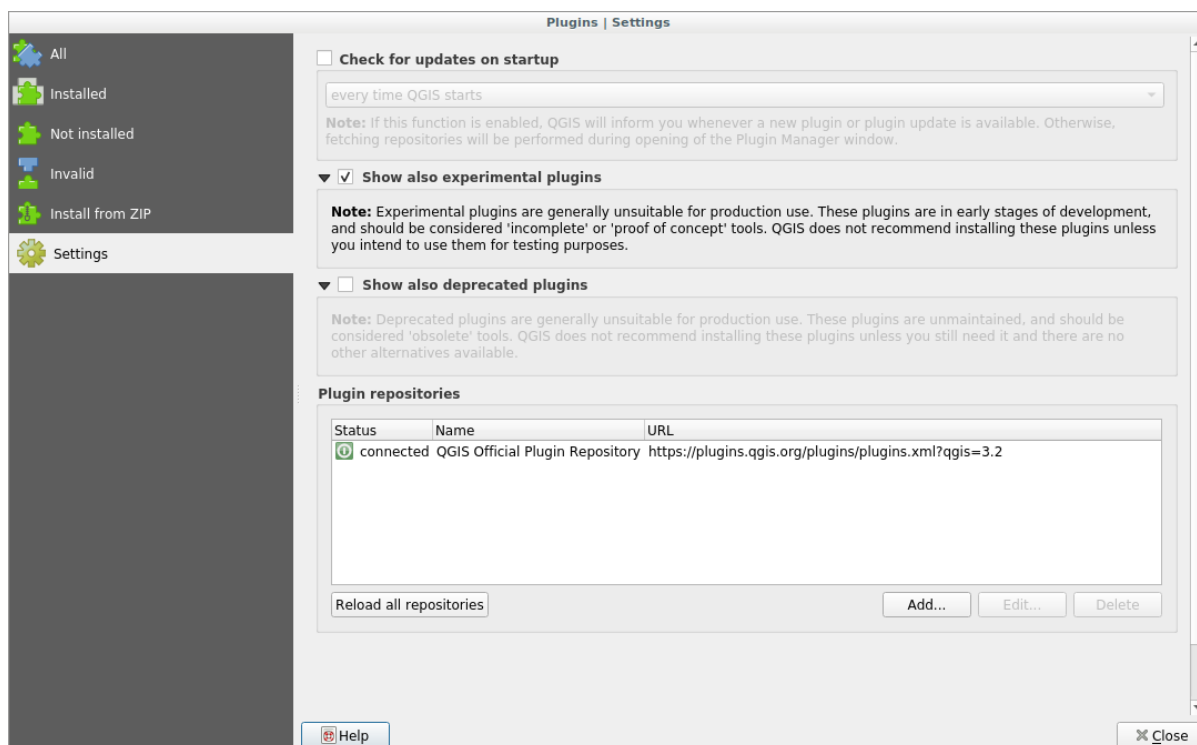 Plugins | Settings
All
Installed
Not installed
Invalid
Install from ZIP
Settings
Check for updates on startup
every time QGIS starts
Note: If this function is enabled, QGIS will inform you whenever a new plugin or plugin update is available. Otherwise,
fetching repositories will be performed during opening of the Plugin Manager window.
Show also experimental plugins
Note: Experimental plugins are generally unsuitable for production use. These plugins are in early stages of development,
and should be considered 'incomplete' or 'proof of concept' tools. QGIS does not recommend installing these plugins unless
you intend to use them for testing purposes.
Show also deprecated plugins
Note: Deprecated plugins are generally unsuitable for production use. These plugins are unmaintained, and should be
considered 'obsolete' tools. QGIS does not recommend installing these plugins unless you still need it and there are no
other alternatives available.
Plugin repositories
Status Name URL
connected QGIS Official Plugin Repository https://plugins.qgis.org/plugins/plugins.xml?qgis=3.2
Reload all repositories Add... Edit... Delete
Help Close